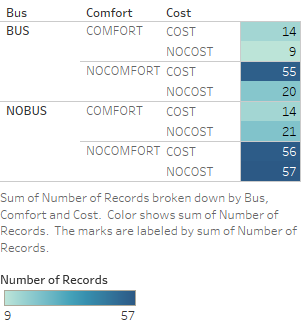 Bus Comfort Cost
BUS COMFORT COST 14
NOCOST 9
NOCOMFORT COST 55
NOCOST 20
NOBUS COMFORT COST 14
NOCOST 21
NOCOMFORT COST 56
NOCOST 57
Sum of Number of Records broken down by Bus,
Comfort and Cost. Color shows sum of Number of
Records. The marks are labeled by sum of Number of
Records.
Number of Records
9 57